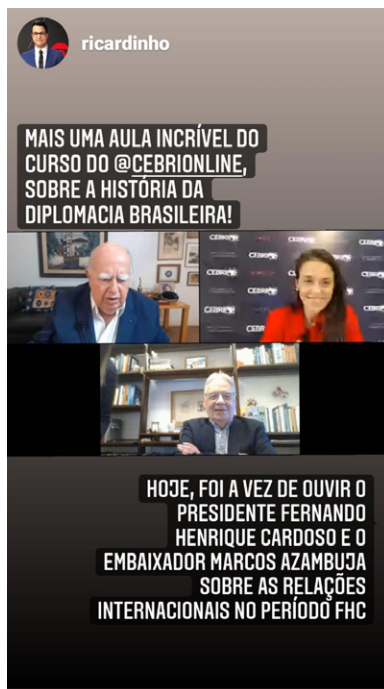 ricardinho
MAIS UMA AULA INCRÍVEL DO
CURSO DO @CEBRIONLINE,
SOBRE A HISTÓRIA DA
DIPLOMACIA BRASILEIRA!
HOJE, FOI A VEZ DE OUVIR O
PRESIDENTE FERNANDO
HENRIQUE CARDOSO E O
EMBAIXADOR MARCOS AZAMBUJA
SOBRE AS RELAÇÕES
INTERNACIONAIS NO PERÍODO FHC